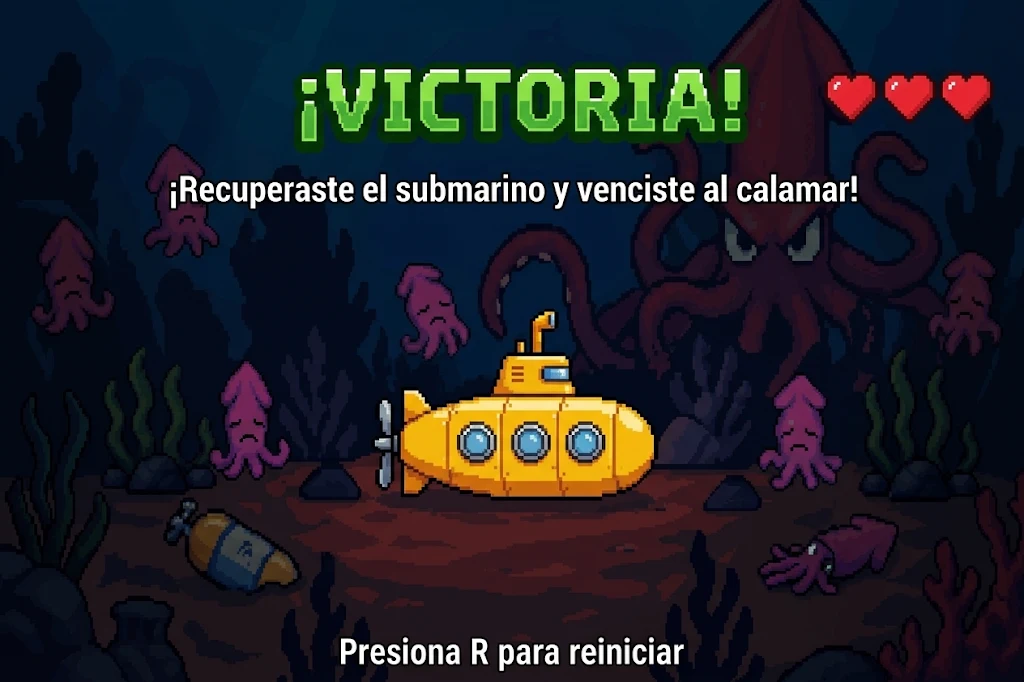 ¡VICTORIA!
¡Recuperaste el submarino y venciste al calamar!
Presiona R para reiniciar